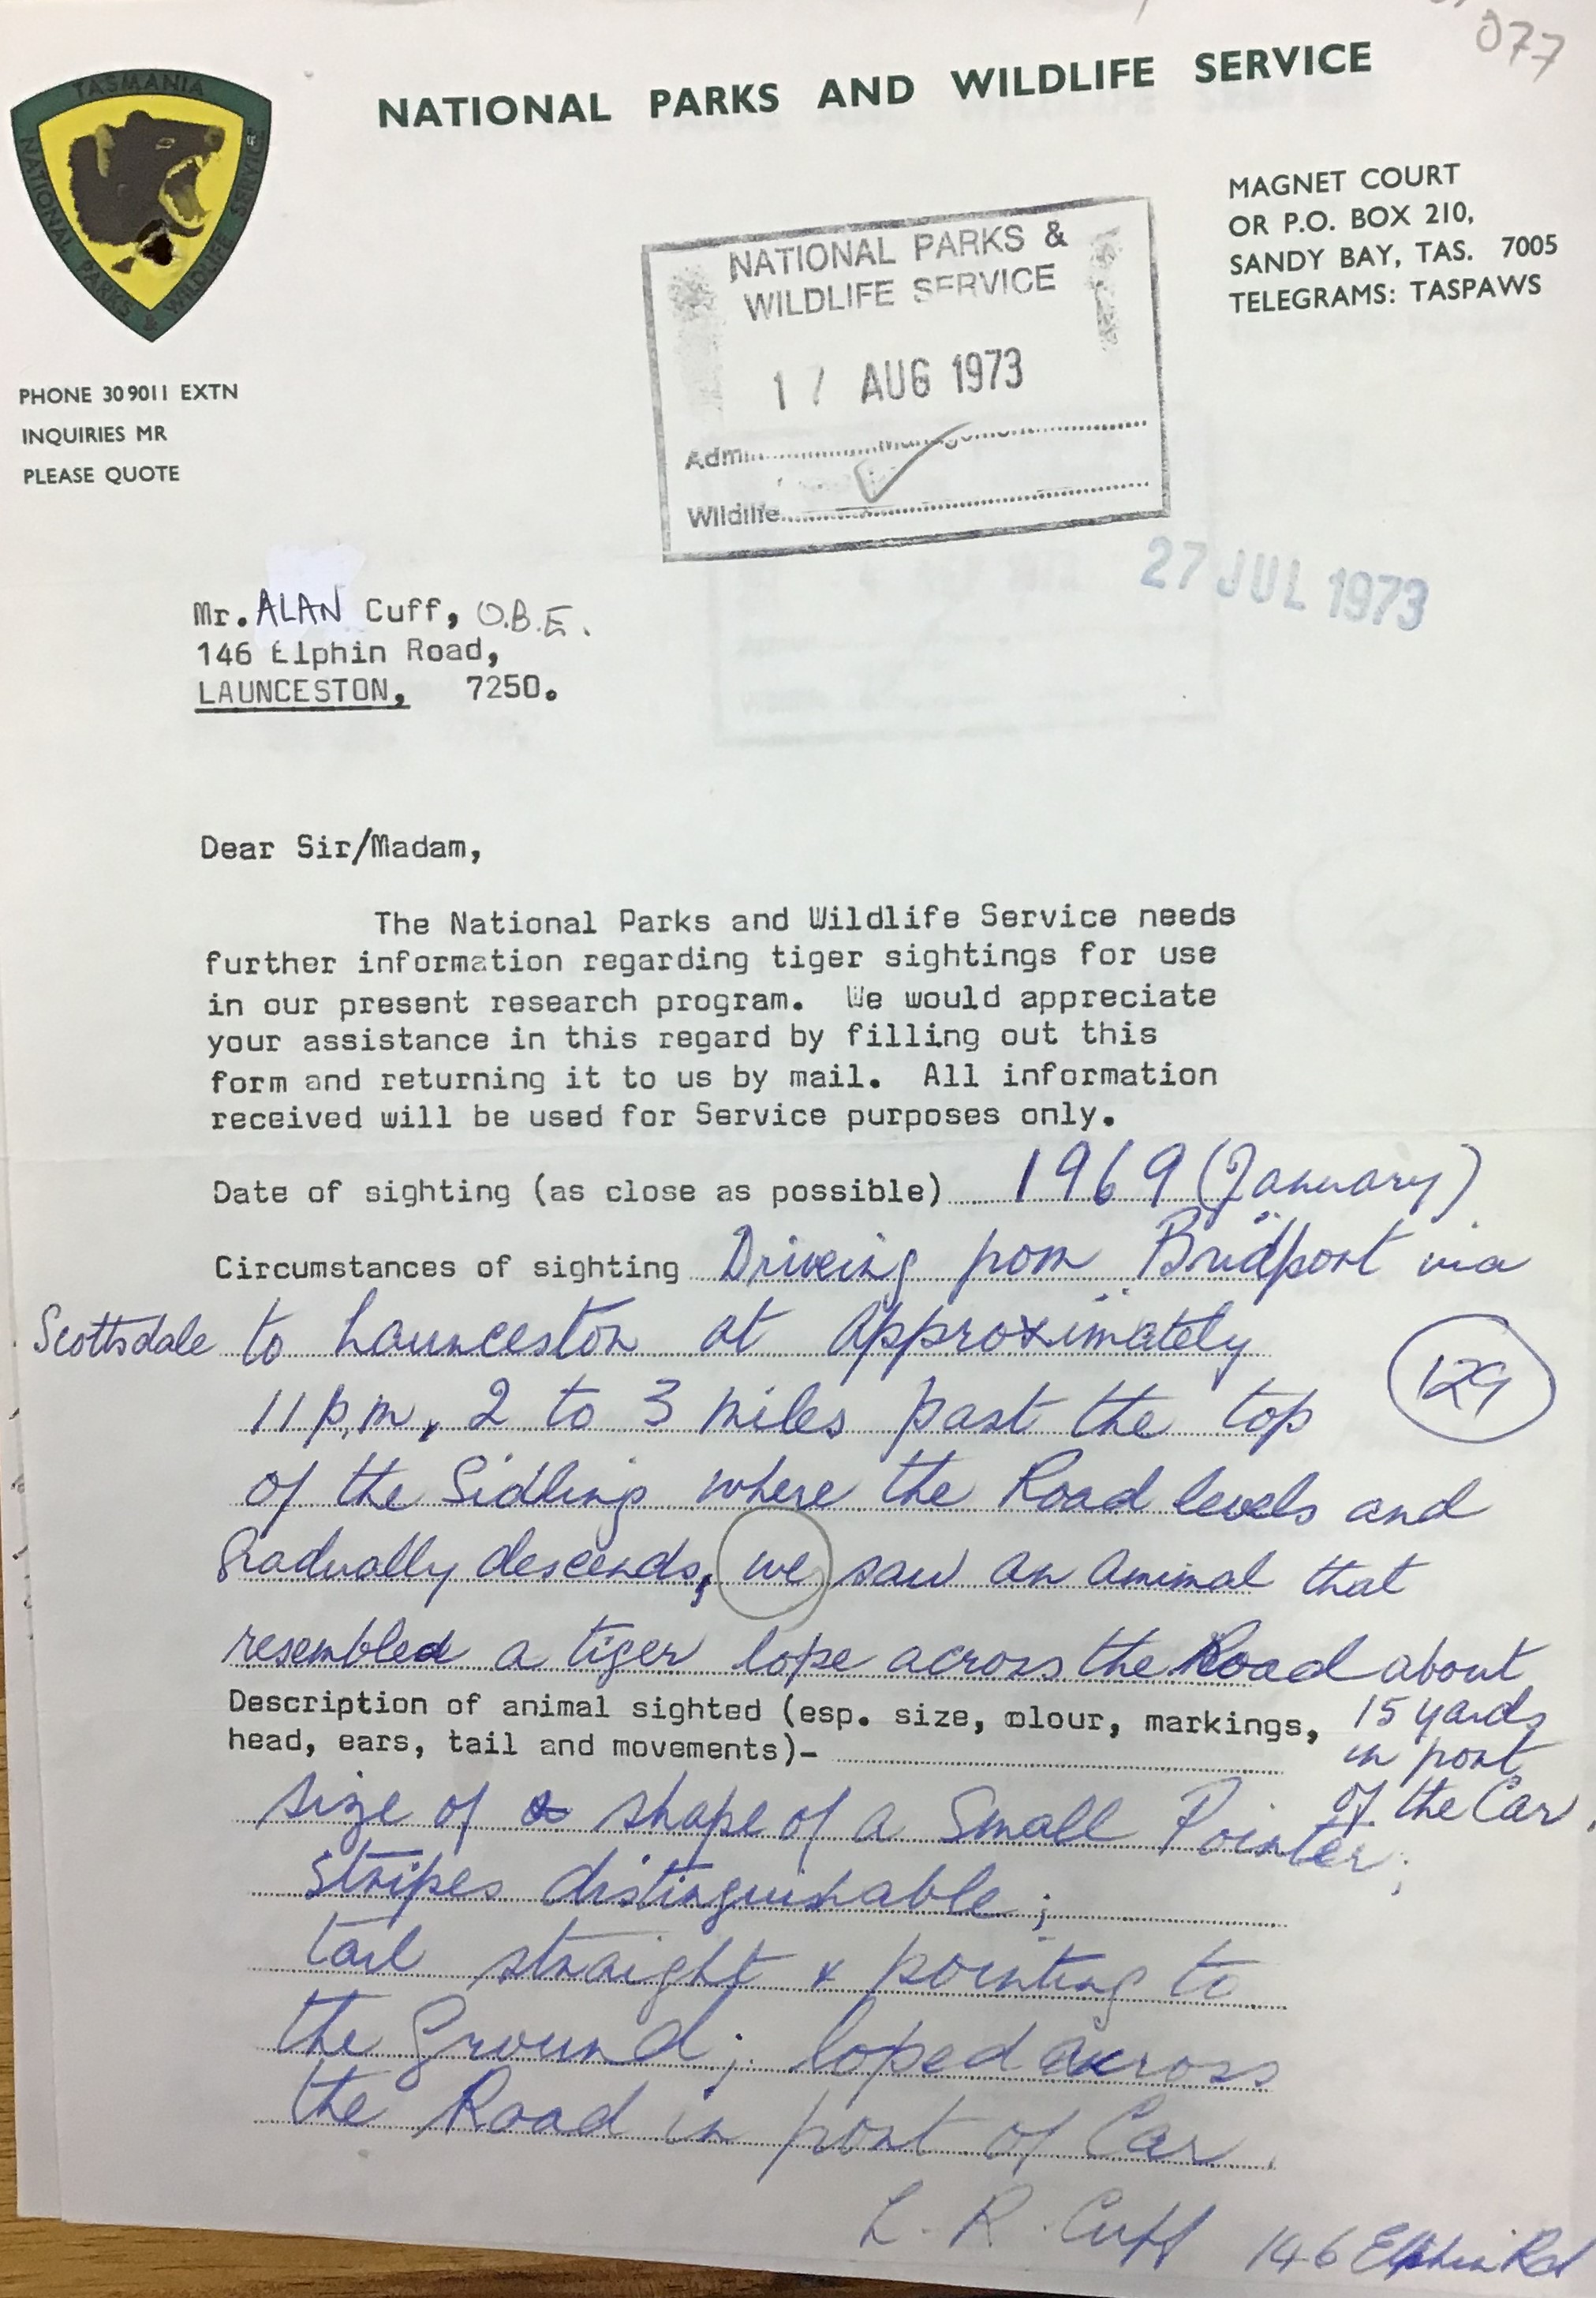 077
TASMANIA
NATIONAL PARKS & WILDLIFE SERVICE
NATIONAL PARKS AND WILDLIFE SERVICE
MAGNET COURT
OR P.O. BOX 210,
SANDY BAY, TAS. 7005
TELEGRAMS: TASPAWS
NATIONAL PARKS &
WILDLIFE SERVICE
17 AUG 1973
Admin. Management
Wildlife
PHONE 309011 EXTN
INQUIRIES MR
PLEASE QUOTE
27 JUL 1973
Mr. ALAN Cuff, O.B.E.
146 Elphin Road,
LAUNCESTON, 7250.
Dear Sir/Madam,
The National Parks and Wildlife Service needs
further information regarding tiger sightings for use
in our present research program. We would appreciate
your assistance in this regard by filling out this
form and returning it to us by mail. All information
received will be used for Service purposes only.
Date of sighting (as close as possible) 1969 (January)
Circumstances of sighting Driveing from Bridport via
Scottsdale to Launceston at approximately
11 p.m, 2 to 3 miles past the top
of the Sidling where the Road levels and
Gradually descends, we saw an animal that
resembled a tiger lope across the Road about
15 yards
in front
of the Car.
129
Description of animal sighted (esp. size, colour, markings,
head, ears, tail and movements)-
size of & shape of a Small Pointer;
stripes distinguishable;
tail straight & pointing to
the Ground; loped across
the Road in front of Car.
L. R. Cuff 146 Elphin Rd